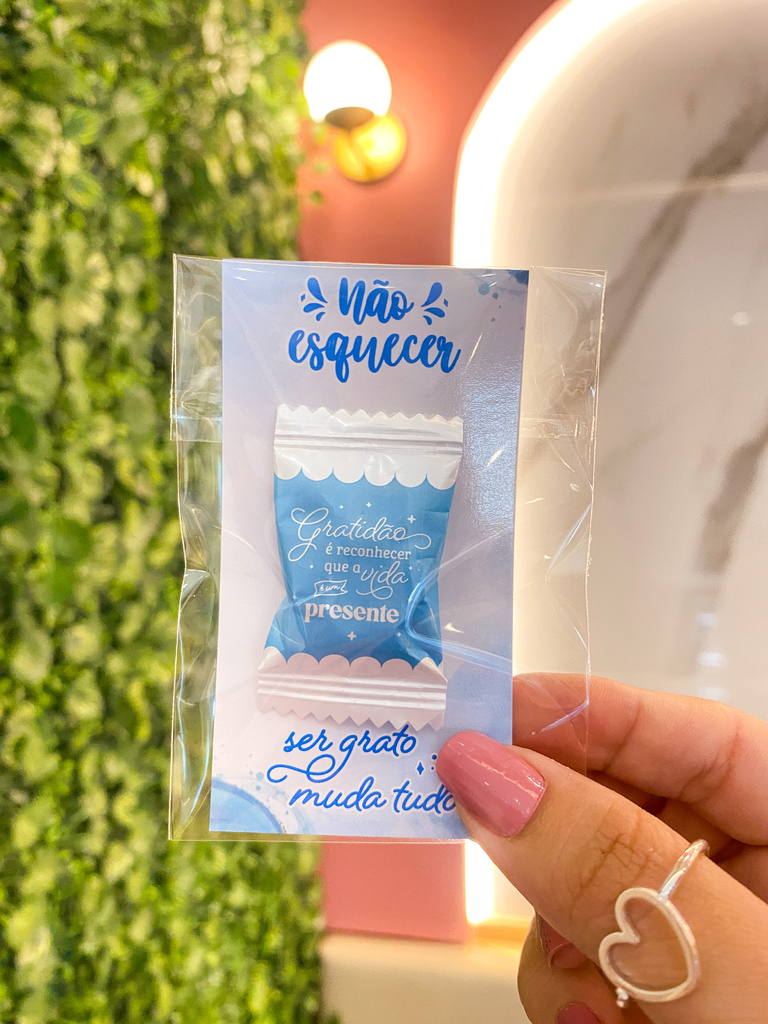 Não
esquecer
Gratidão
é reconhecer
que a vida
é um
presente
ser grato
muda tudo